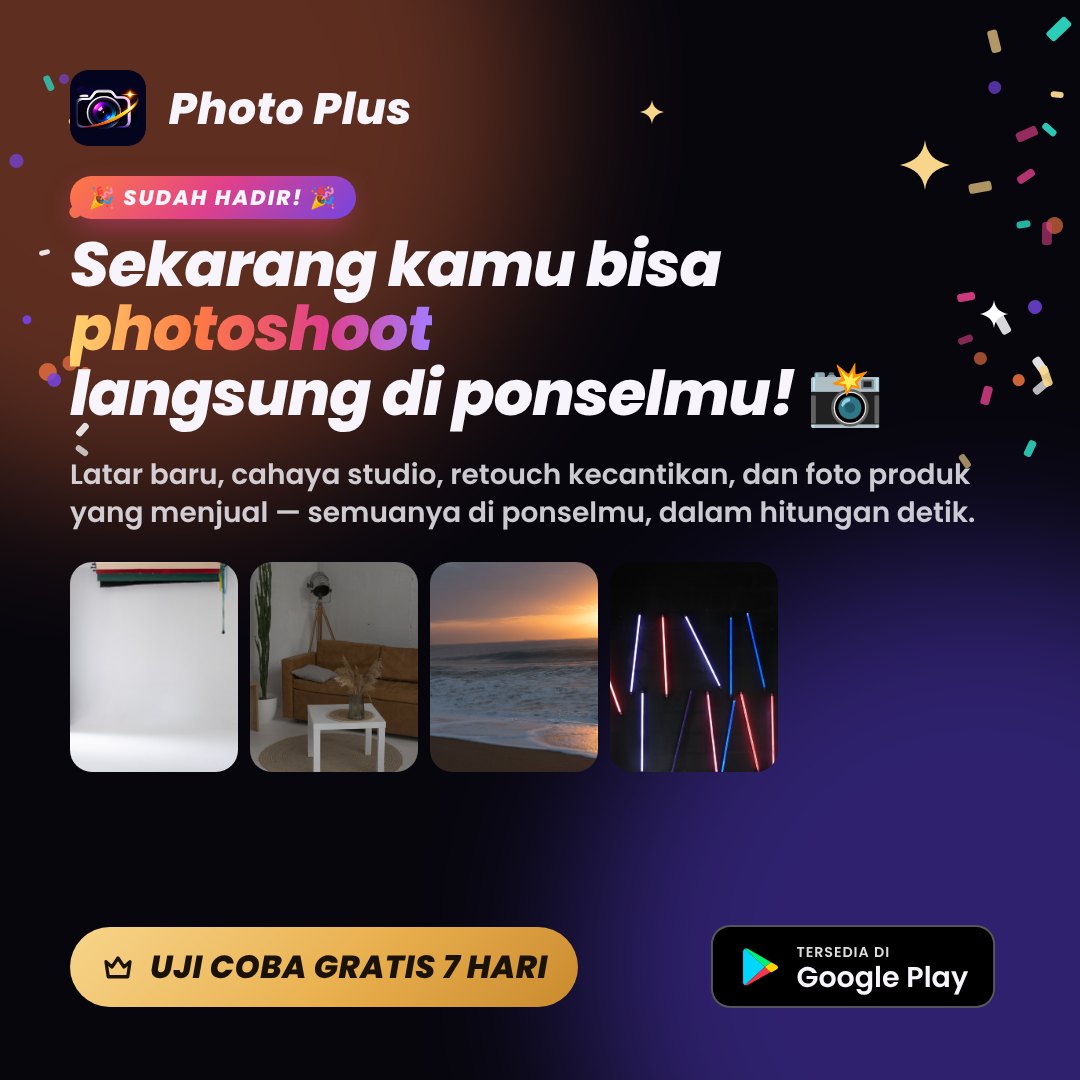 Photo Plus
🎉 SUDAH HADIR! 🎉
Sekarang kamu bisa
photoshoot
langsung di ponselmu! 📸
Latar baru, cahaya studio, retouch kecantikan, dan foto produk
yang menjual — semuanya di ponselmu, dalam hitungan detik.
UJI COBA GRATIS 7 HARI
TERSEDIA DI
Google Play